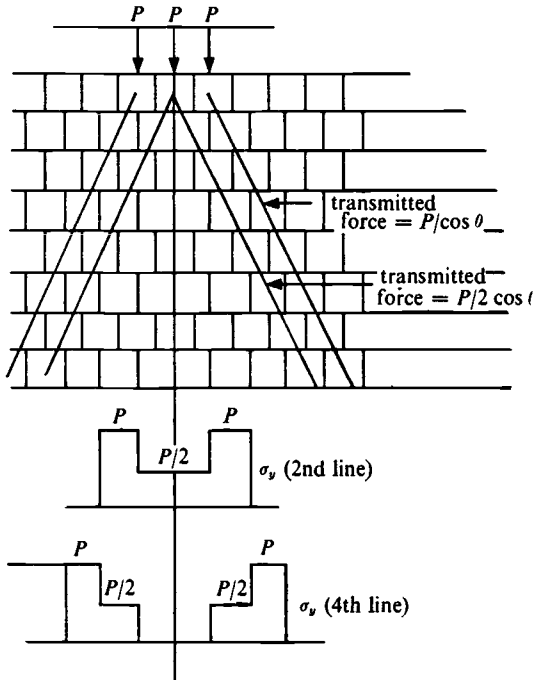 P P P
transmitted
force = P/cos θ
transmitted
force = P/2 cos
P P
P/2
σy (2nd line)
P P
P/2 P/2
σy (4th line)